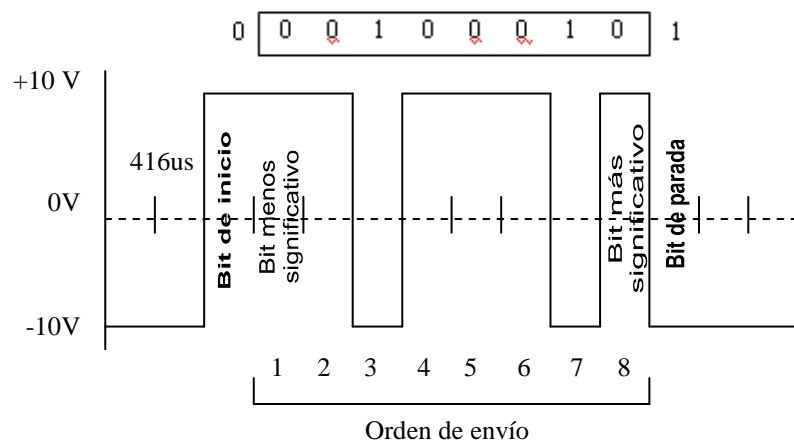 0 0 0 1 0 0 0 1 0 1
+10 V
416us
0V
-10V
Bit de inicio
Bit menos
significativo
Bit más
significativo
Bit de parada
1 2 3 4 5 6 7 8
Orden de envío